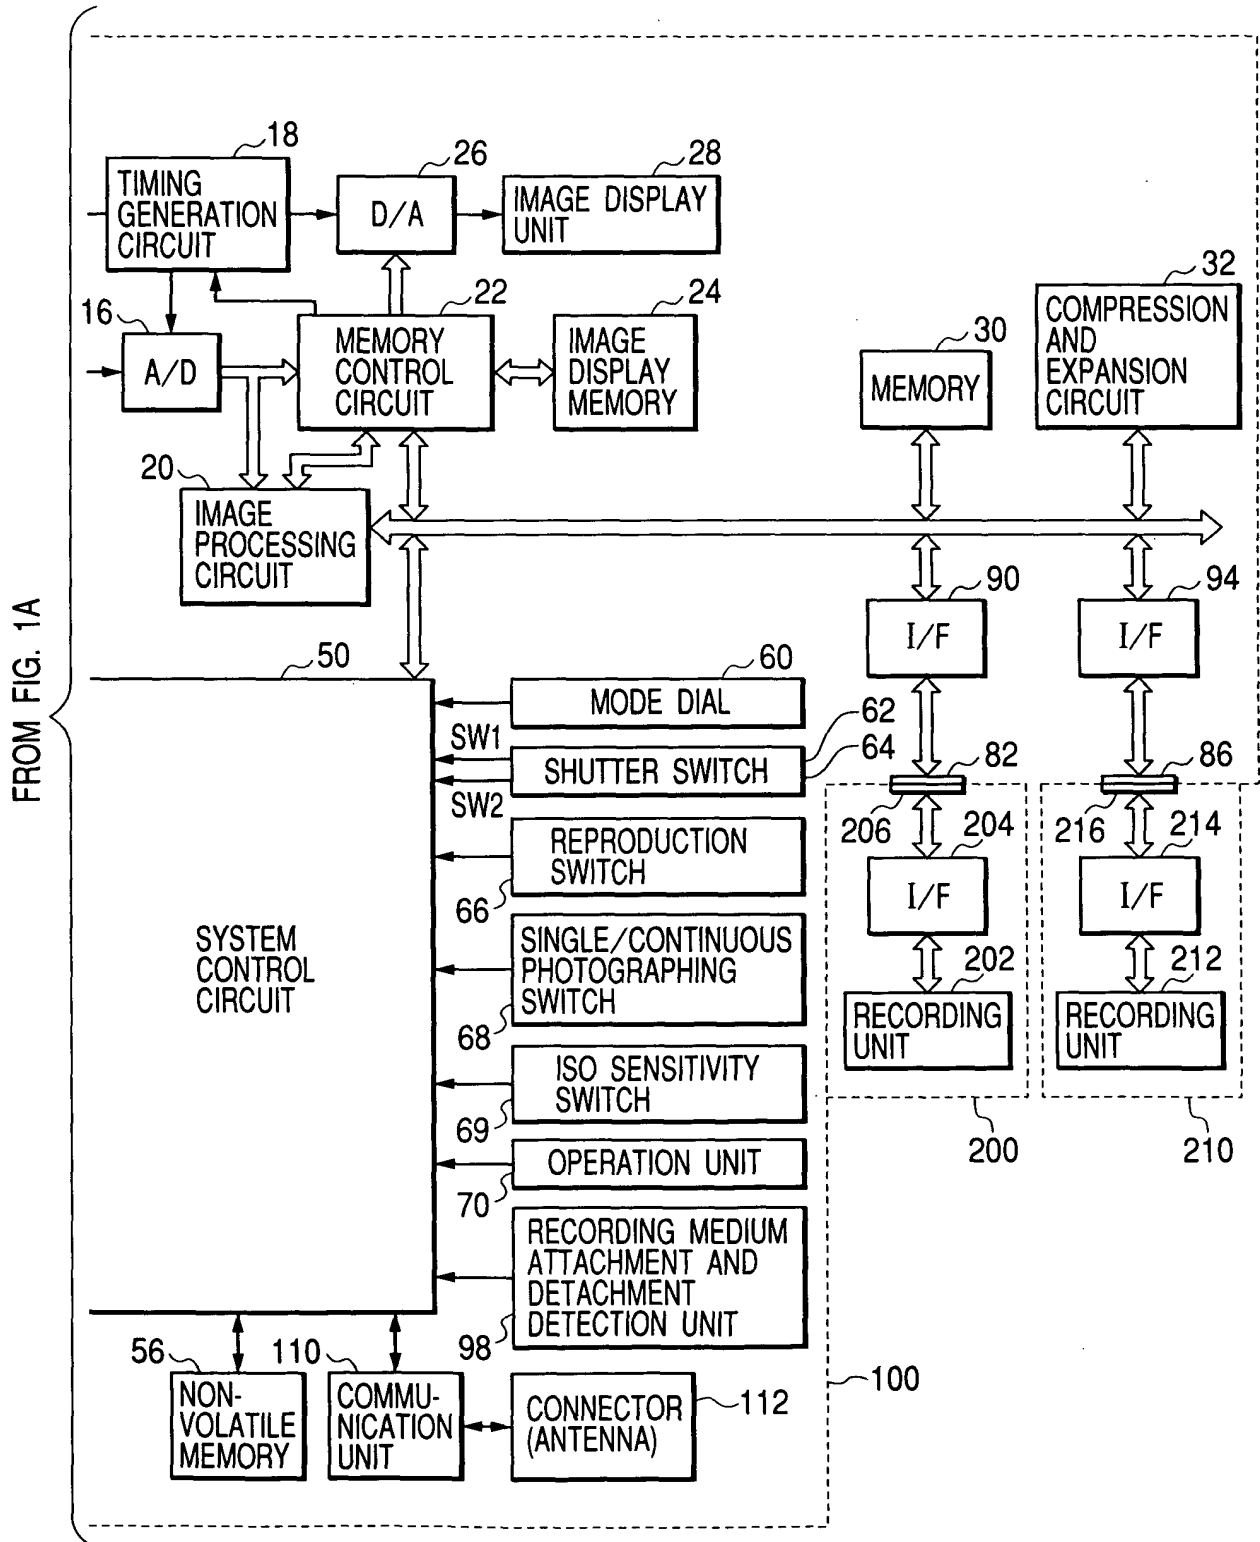 FROM FIG. 1A
18
TIMING
GENERATION
CIRCUIT
26
D/A
28
IMAGE DISPLAY
UNIT
16
A/D
22
MEMORY
CONTROL
CIRCUIT
24
IMAGE
DISPLAY
MEMORY
30
MEMORY
32
COMPRESSION
AND
EXPANSION
CIRCUIT
20
IMAGE
PROCESSING
CIRCUIT
90
I/F
94
I/F
50
SYSTEM
CONTROL
CIRCUIT
60
MODE DIAL
SW1
62
64
SHUTTER SWITCH
SW2
82
86
206
204
216
214
I/F
I/F
REPRODUCTION
SWITCH
66
SINGLE/CONTINUOUS
PHOTOGRAPHING
SWITCH
68
202
RECORDING
UNIT
212
RECORDING
UNIT
ISO SENSITIVITY
SWITCH
69
200
210
OPERATION UNIT
70
RECORDING MEDIUM
ATTACHMENT AND
DETACHMENT
DETECTION UNIT
98
56
NON-
VOLATILE
MEMORY
110
COMMU-
NICATION
UNIT
CONNECTOR
(ANTENNA)
112
100